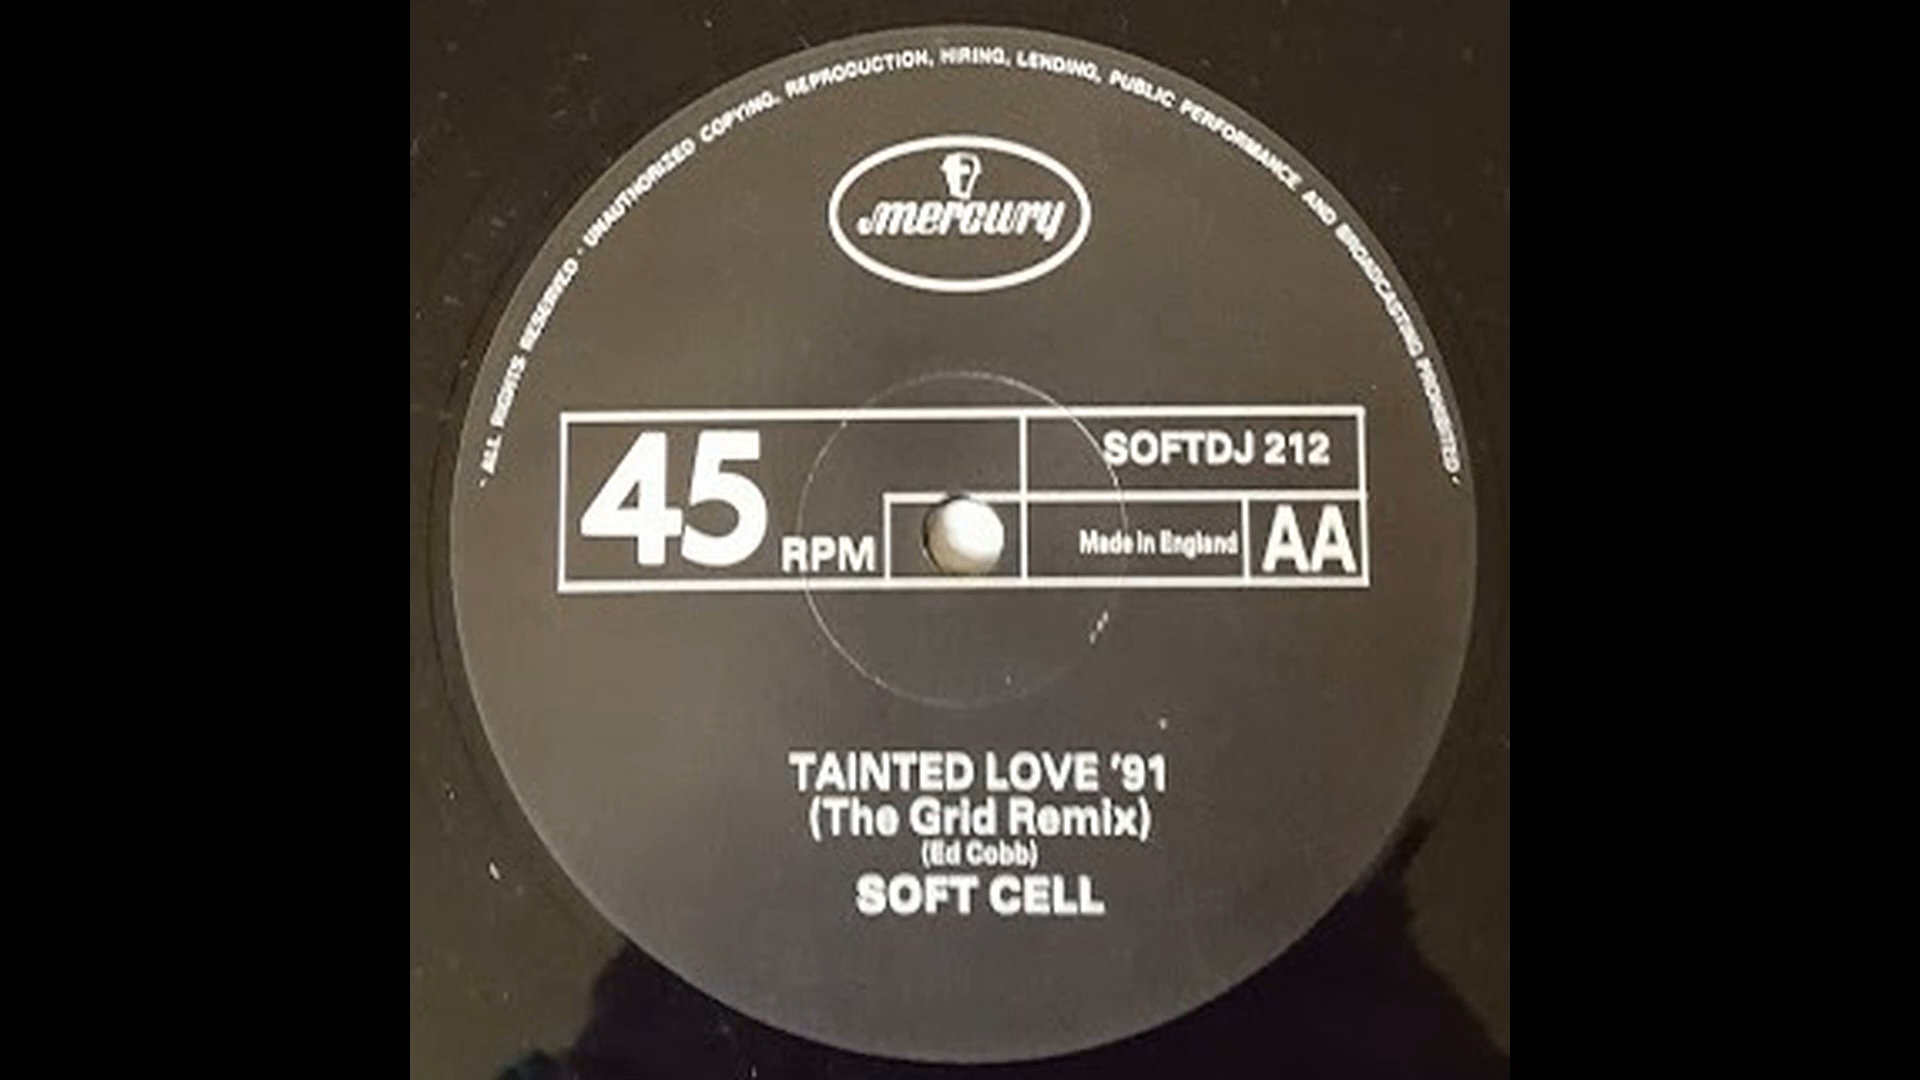 · ALL RIGHTS RESERVED · UNAUTHORIZED COPYING, REPRODUCTION, HIRING, LENDING, PUBLIC PERFORMANCE AND BROADCASTING PROHIBITED ·
mercury
45 RPM
SOFTDJ 212
Made in England
AA
TAINTED LOVE '91
(The Grid Remix)
(Ed Cobb)
SOFT CELL